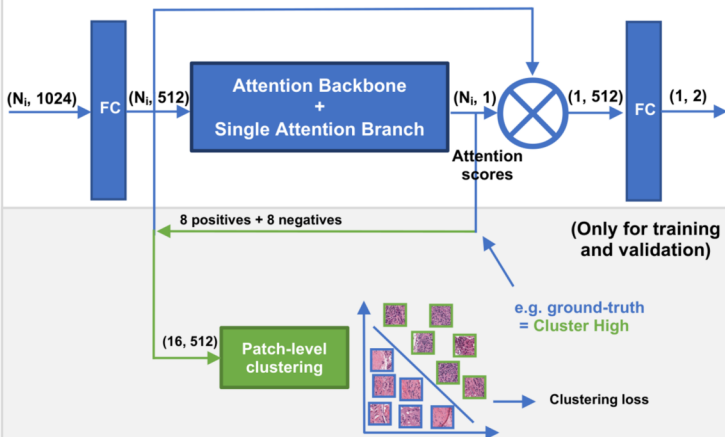 (Ni, 1024)
FC
(Ni, 512)
Attention Backbone
+
Single Attention Branch
(Ni, 1)
Attention
scores
(1, 512)
FC
(1, 2)
8 positives + 8 negatives
(Only for training
and validation)
e.g. ground-truth
= Cluster High
(16, 512)
Patch-level
clustering
Clustering loss